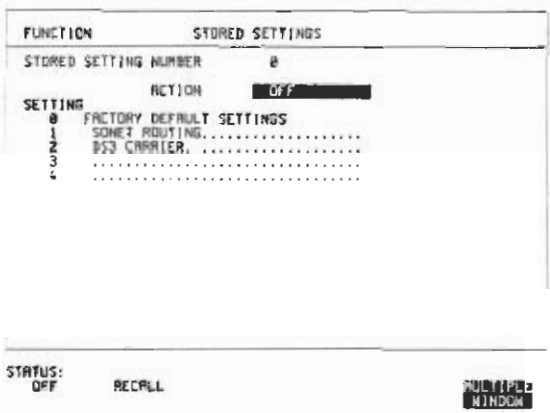 FUNCTION STORED SETTINGS
STORED SETTING NUMBER 0
ACTION OFF
SETTING
0 FACTORY DEFAULT SETTINGS
1 SONET ROUTING...................
2 DS3 CARRIER. ...................
3 ................................
4 ................................
STATUS:
OFF RECALL MULTIPLE
WINDOW